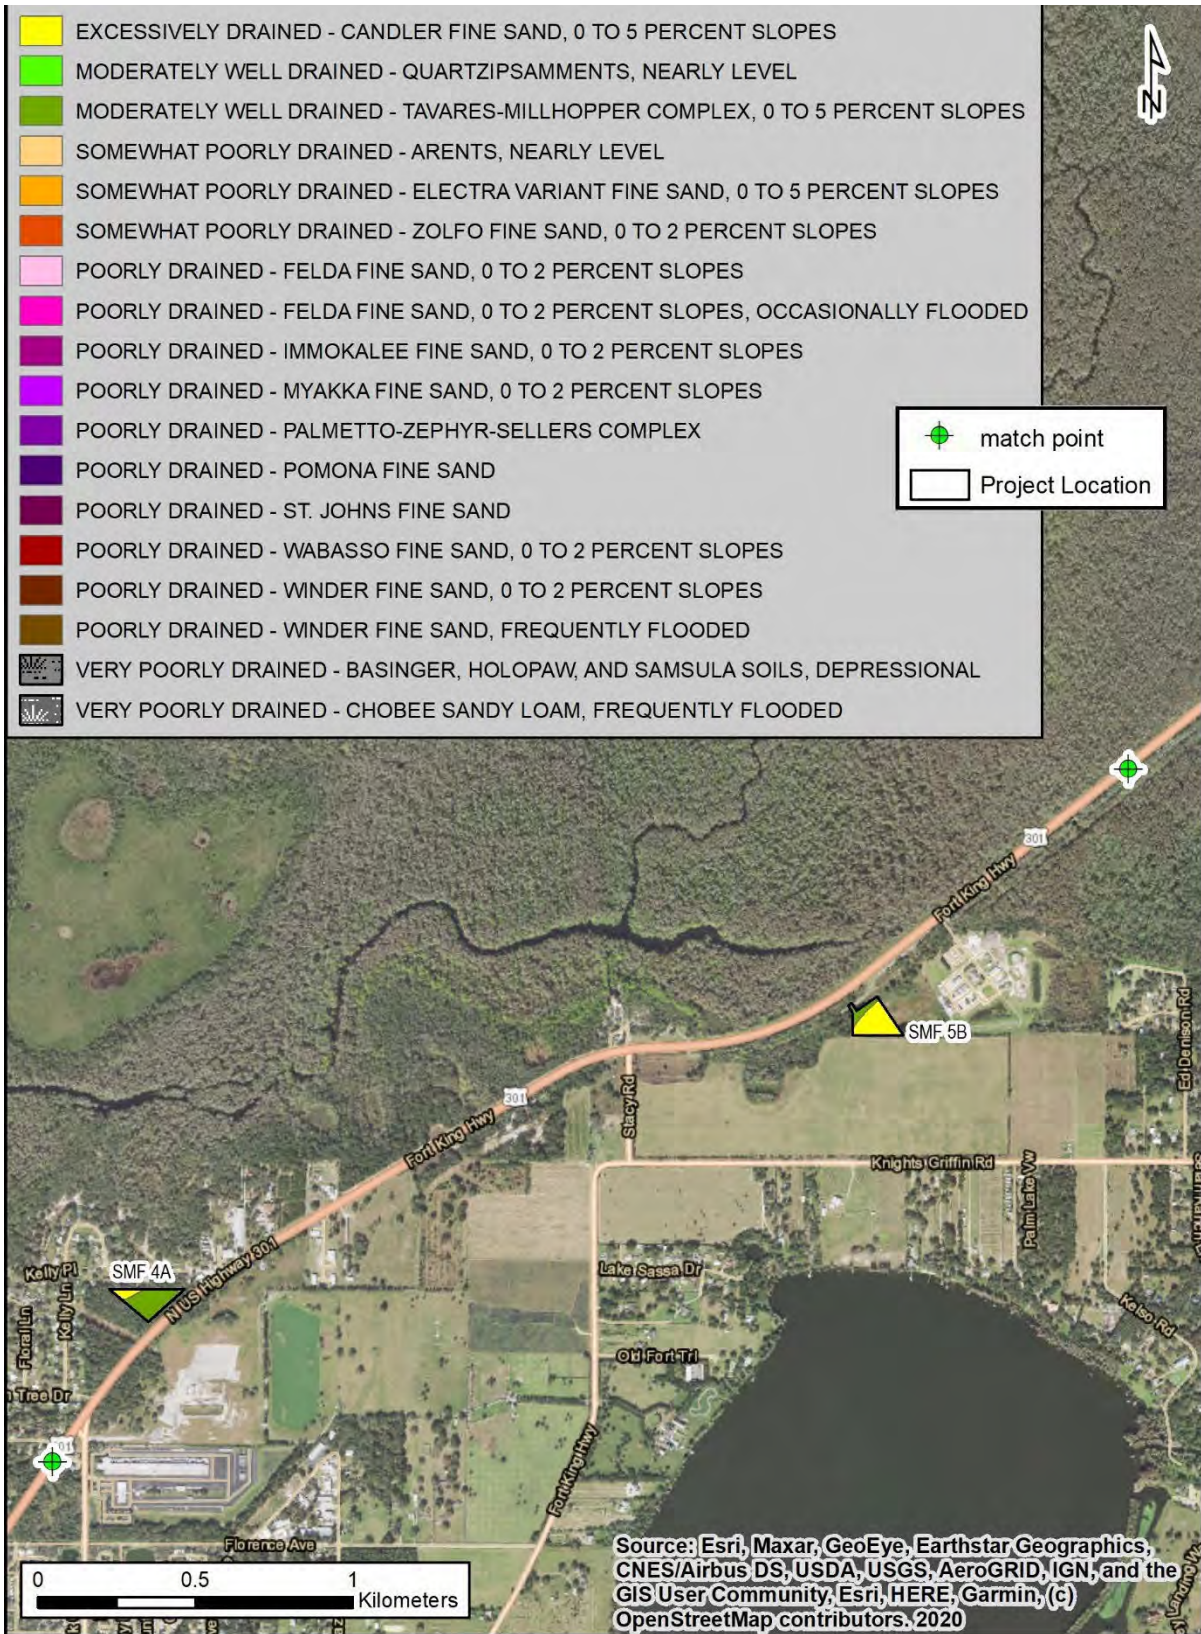 EXCESSIVELY DRAINED - CANDLER FINE SAND, 0 TO 5 PERCENT SLOPES
MODERATELY WELL DRAINED - QUARTZIPSAMMENTS, NEARLY LEVEL
MODERATELY WELL DRAINED - TAVARES-MILLHOPPER COMPLEX, 0 TO 5 PERCENT SLOPES
SOMEWHAT POORLY DRAINED - ARENTS, NEARLY LEVEL
SOMEWHAT POORLY DRAINED - ELECTRA VARIANT FINE SAND, 0 TO 5 PERCENT SLOPES
SOMEWHAT POORLY DRAINED - ZOLFO FINE SAND, 0 TO 2 PERCENT SLOPES
POORLY DRAINED - FELDA FINE SAND, 0 TO 2 PERCENT SLOPES
POORLY DRAINED - FELDA FINE SAND, 0 TO 2 PERCENT SLOPES, OCCASIONALLY FLOODED
POORLY DRAINED - IMMOKALEE FINE SAND, 0 TO 2 PERCENT SLOPES
POORLY DRAINED - MYAKKA FINE SAND, 0 TO 2 PERCENT SLOPES
POORLY DRAINED - PALMETTO-ZEPHYR-SELLERS COMPLEX
POORLY DRAINED - POMONA FINE SAND
POORLY DRAINED - ST. JOHNS FINE SAND
POORLY DRAINED - WABASSO FINE SAND, 0 TO 2 PERCENT SLOPES
POORLY DRAINED - WINDER FINE SAND, 0 TO 2 PERCENT SLOPES
POORLY DRAINED - WINDER FINE SAND, FREQUENTLY FLOODED
VERY POORLY DRAINED - BASINGER, HOLOPAW, AND SAMSULA SOILS, DEPRESSIONAL
VERY POORLY DRAINED - CHOBEE SANDY LOAM, FREQUENTLY FLOODED
N
match point
Project Location
301
Fort King Hwy
SMF 5B
Ed Denison Rd
301
Stacy Rd
Fort King Hwy
Knights Griffin Rd
Palm Lake Vw
Kelly Pl
SMF 4A
N US Highway 301
Lake Sassa Dr
Floral Ln
Kelly Ln
Kelso Rd
Old Fort Trl
Tree Dr
Fort King Hwy
Florence Ave
0 0.5 1
Kilometers
Source: Esri, Maxar, GeoEye, Earthstar Geographics,
CNES/Airbus DS, USDA, USGS, AeroGRID, IGN, and the
GIS User Community, Esri, HERE, Garmin, (c)
OpenStreetMap contributors. 2020